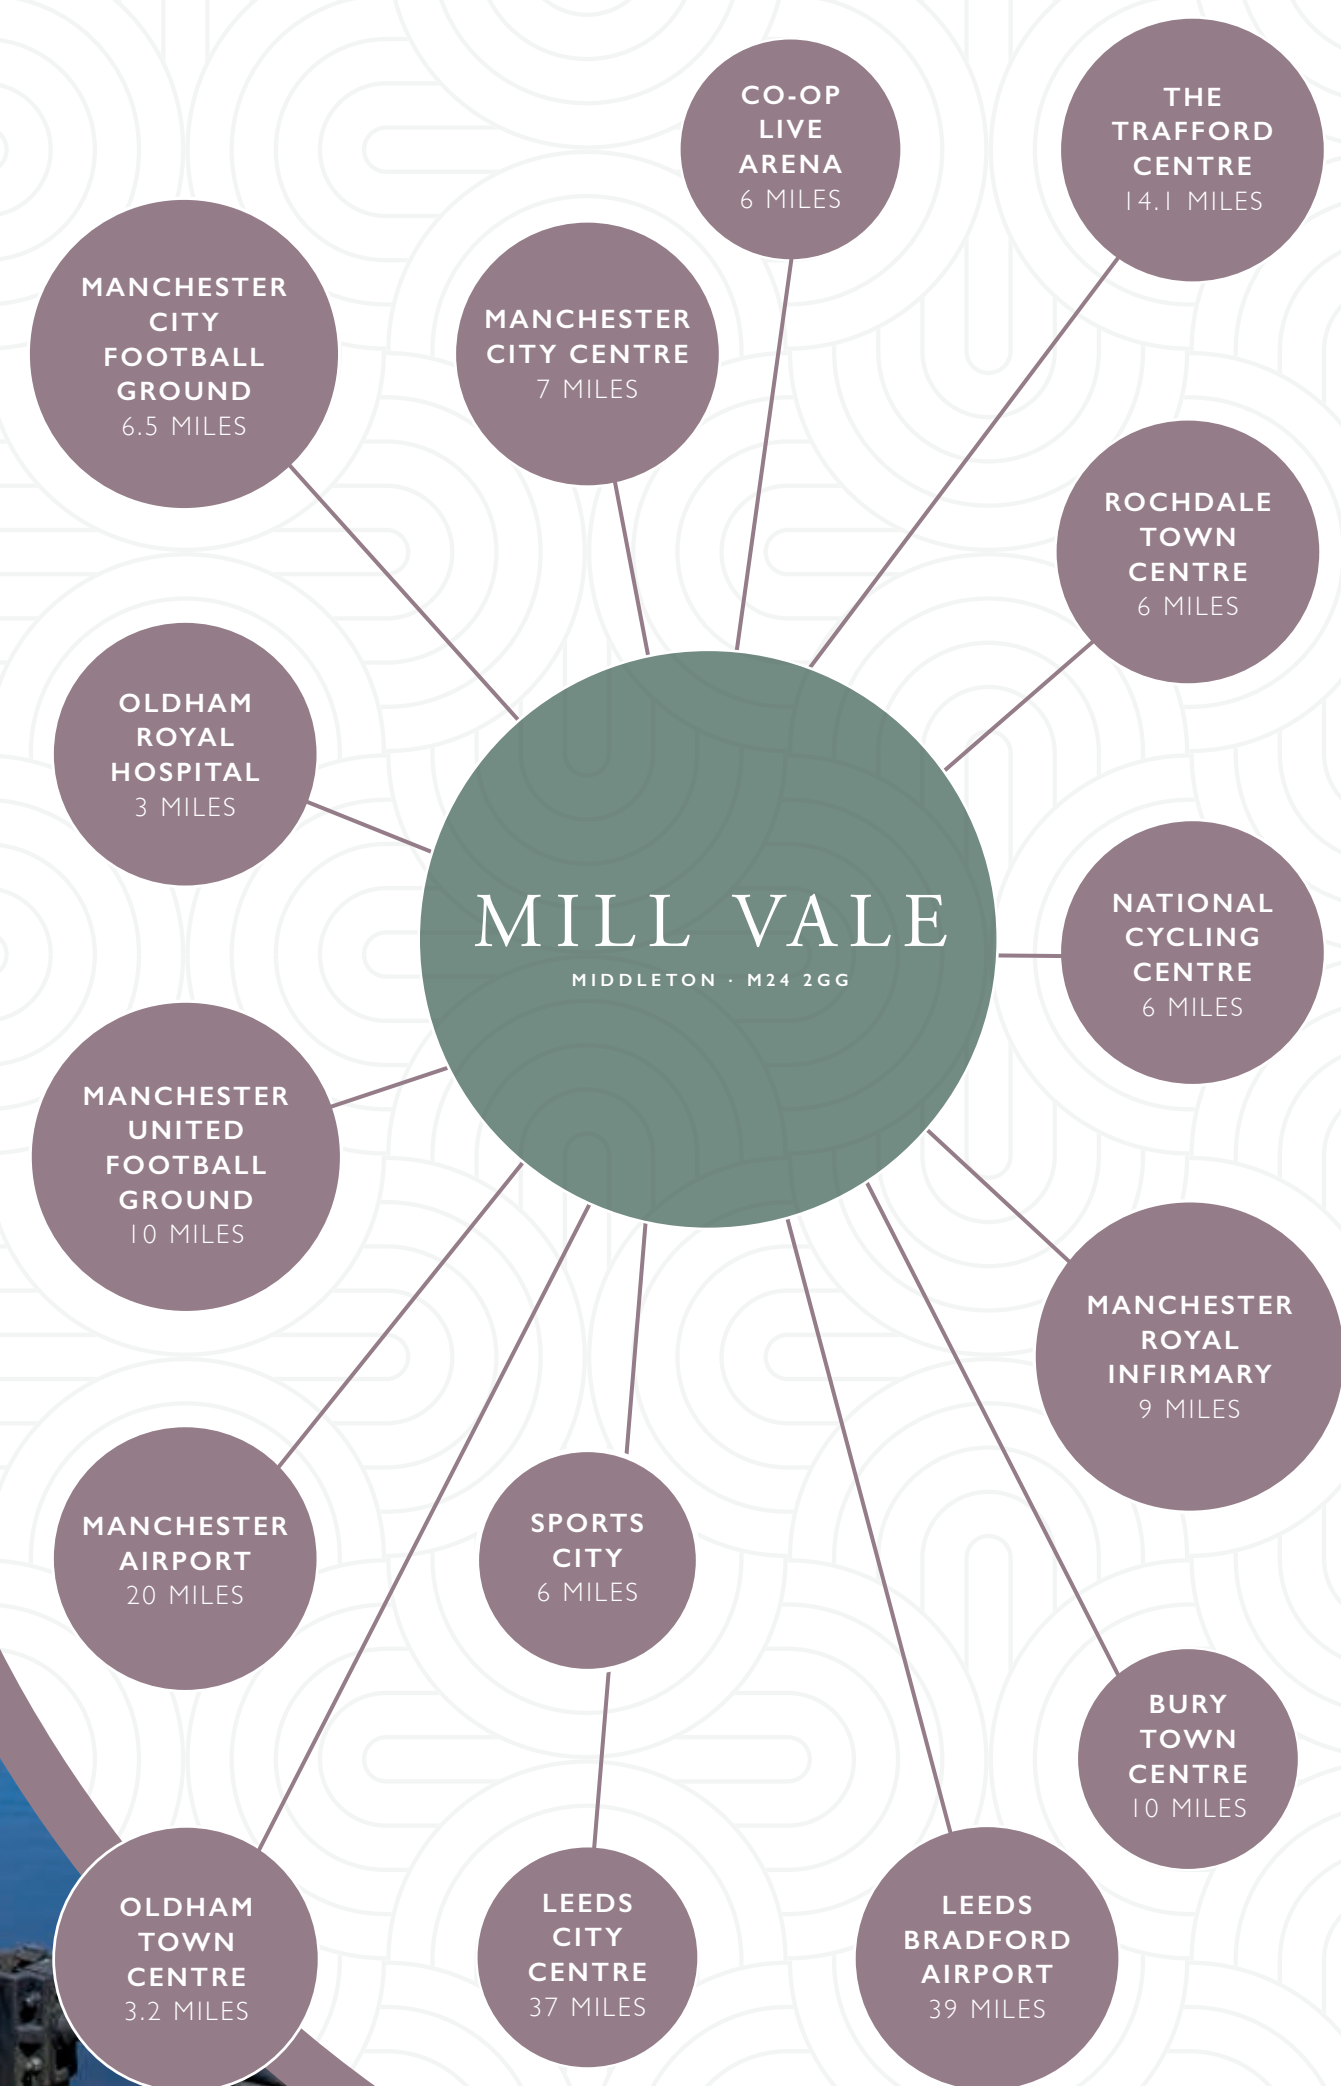 CO-OP
LIVE
ARENA
6 MILES
THE
TRAFFORD
CENTRE
14.1 MILES
MANCHESTER
CITY
FOOTBALL
GROUND
6.5 MILES
MANCHESTER
CITY CENTRE
7 MILES
ROCHDALE
TOWN
CENTRE
6 MILES
OLDHAM
ROYAL
HOSPITAL
3 MILES
MILL VALE
MIDDLETON · M24 2GG
NATIONAL
CYCLING
CENTRE
6 MILES
MANCHESTER
UNITED
FOOTBALL
GROUND
10 MILES
MANCHESTER
ROYAL
INFIRMARY
9 MILES
MANCHESTER
AIRPORT
20 MILES
SPORTS
CITY
6 MILES
BURY
TOWN
CENTRE
10 MILES
OLDHAM
TOWN
CENTRE
3.2 MILES
LEEDS
CITY
CENTRE
37 MILES
LEEDS
BRADFORD
AIRPORT
39 MILES